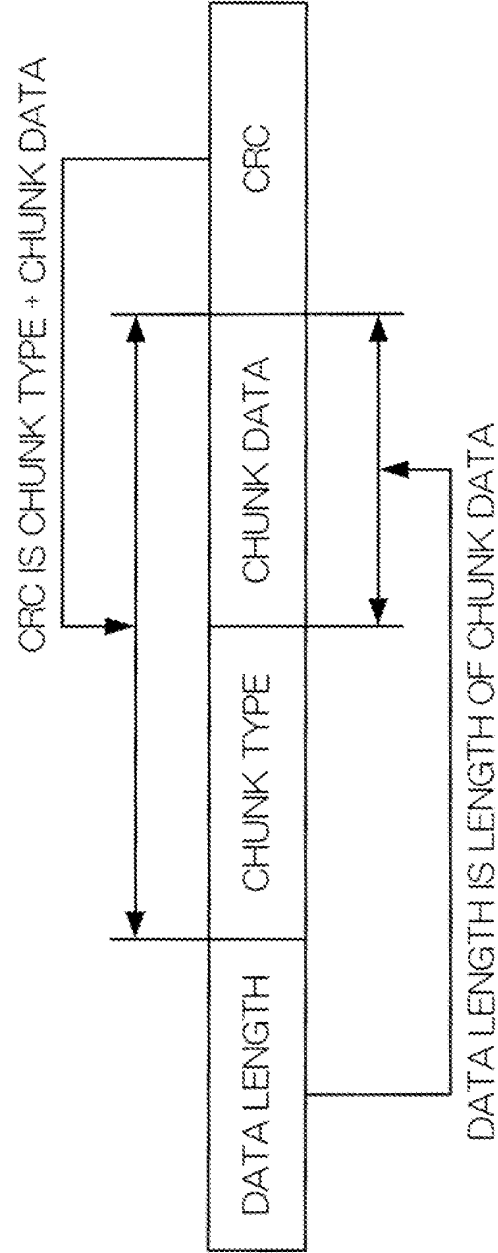 CRC IS CHUNK TYPE + CHUNK DATA
DATA LENGTH
CHUNK TYPE
CHUNK DATA
CRC
DATA LENGTH IS LENGTH OF CHUNK DATA